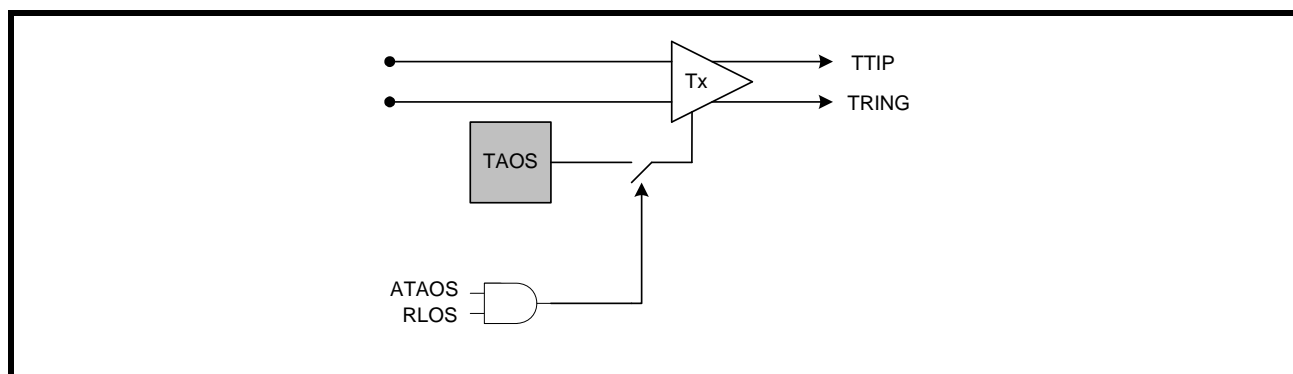 TTIP
Tx
TRING
TAOS
ATAOS
RLOS